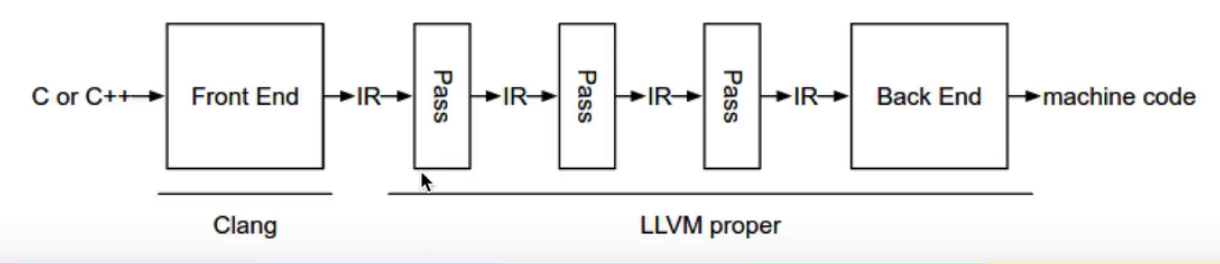 C or C++ Front End IR Pass IR Pass IR Pass IR Back End machine code
Clang LLVM proper